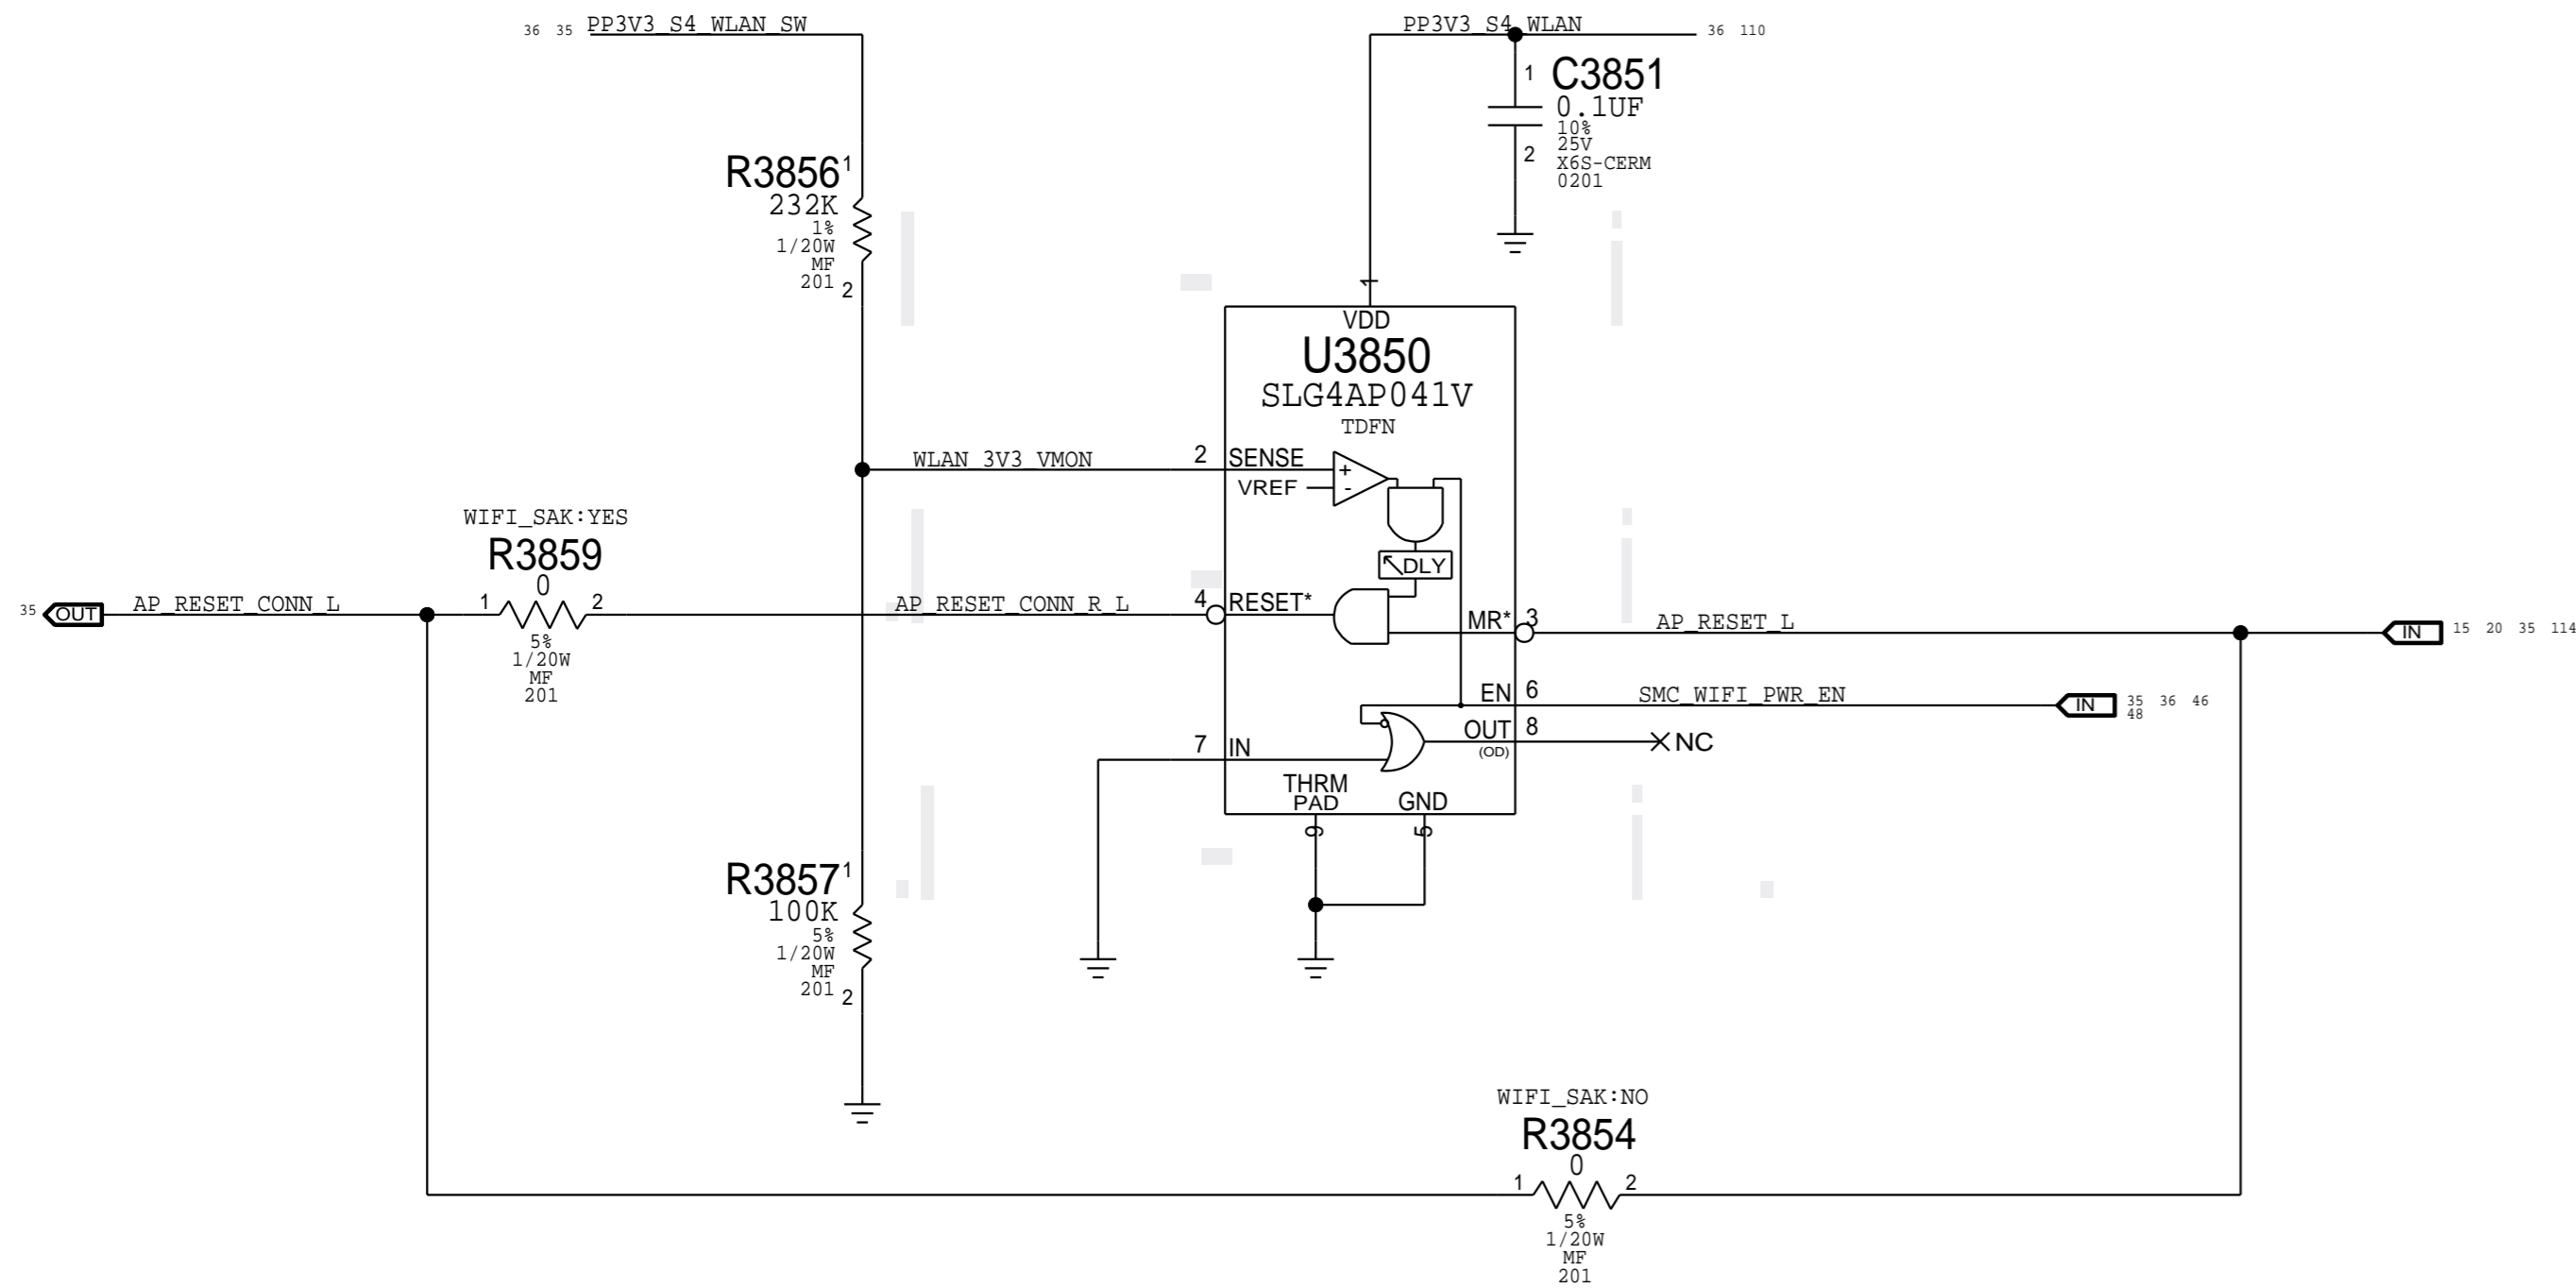 36 35 PP3V3_S4_WLAN_SW
PP3V3_S4_WLAN 36 110
1 C3851
0.1UF
10%
25V
2 X6S-CERM
0201
R3856 1
232K
1%
1/20W
MF
201 2
1
VDD
U3850
SLG4AP041V
TDFN
WLAN_3V3_VMON 2 SENSE +
VREF -
WIFI_SAK:YES
R3859
0
DLY
35 OUT AP_RESET_CONN_L 1 2 AP_RESET_CONN_R_L 4 RESET*
MR* 3 AP_RESET_L IN 15 20 35 114
5%
1/20W
MF
201
EN 6 SMC_WIFI_PWR_EN IN 35 36 46
48
OUT 8 NC
(OD)
7 IN
THRM
PAD GND
9 5
R3857 1
100K
5%
1/20W
MF
201 2
WIFI_SAK:NO
R3854
0
1 2
5%
1/20W
MF
201